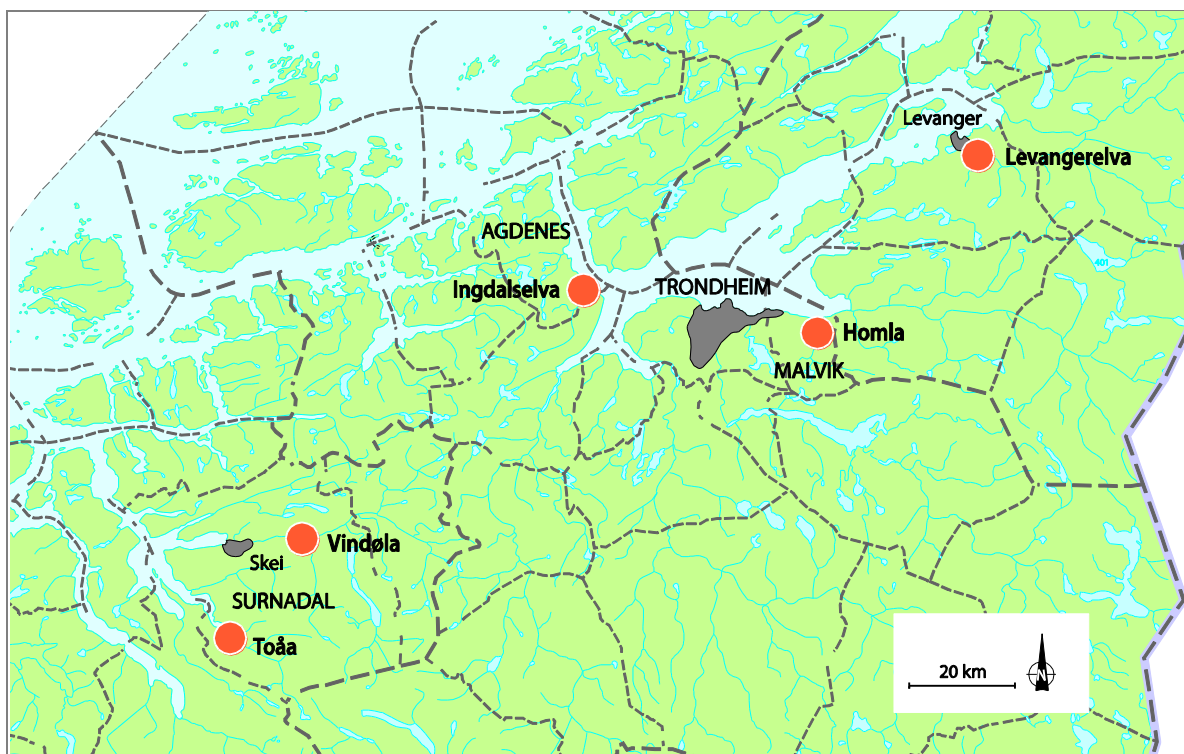 Levanger
Levangerelva
AGDENES
401
Ingdalselva
TRONDHEIM
Homla
MALVIK
Vindøla
Skei
SURNADAL
Toåa
20 km
N